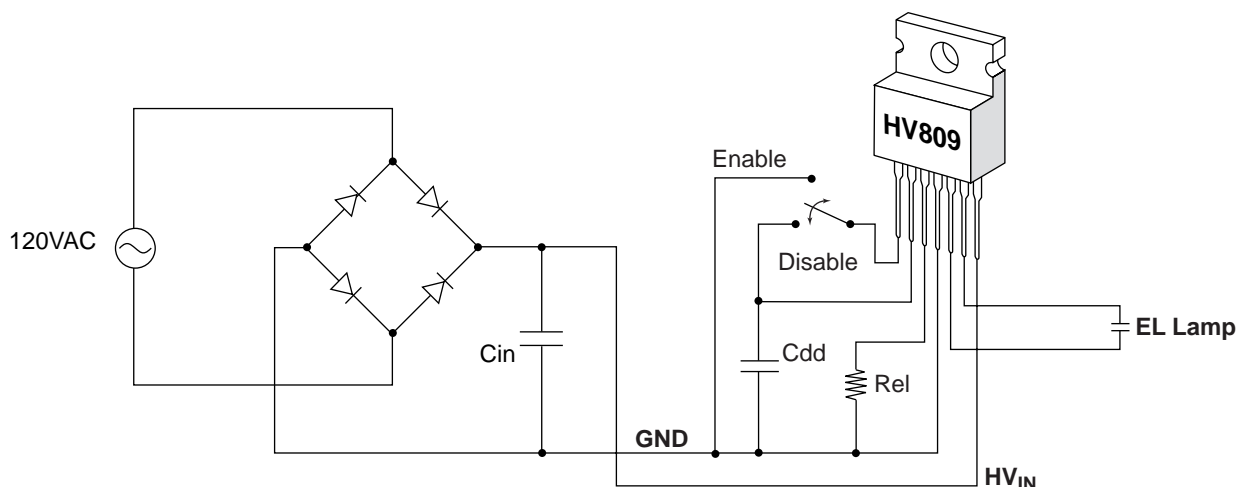 HV809
Enable
120VAC
Disable
EL Lamp
Cin
Cdd
Rel
GND
HVIN